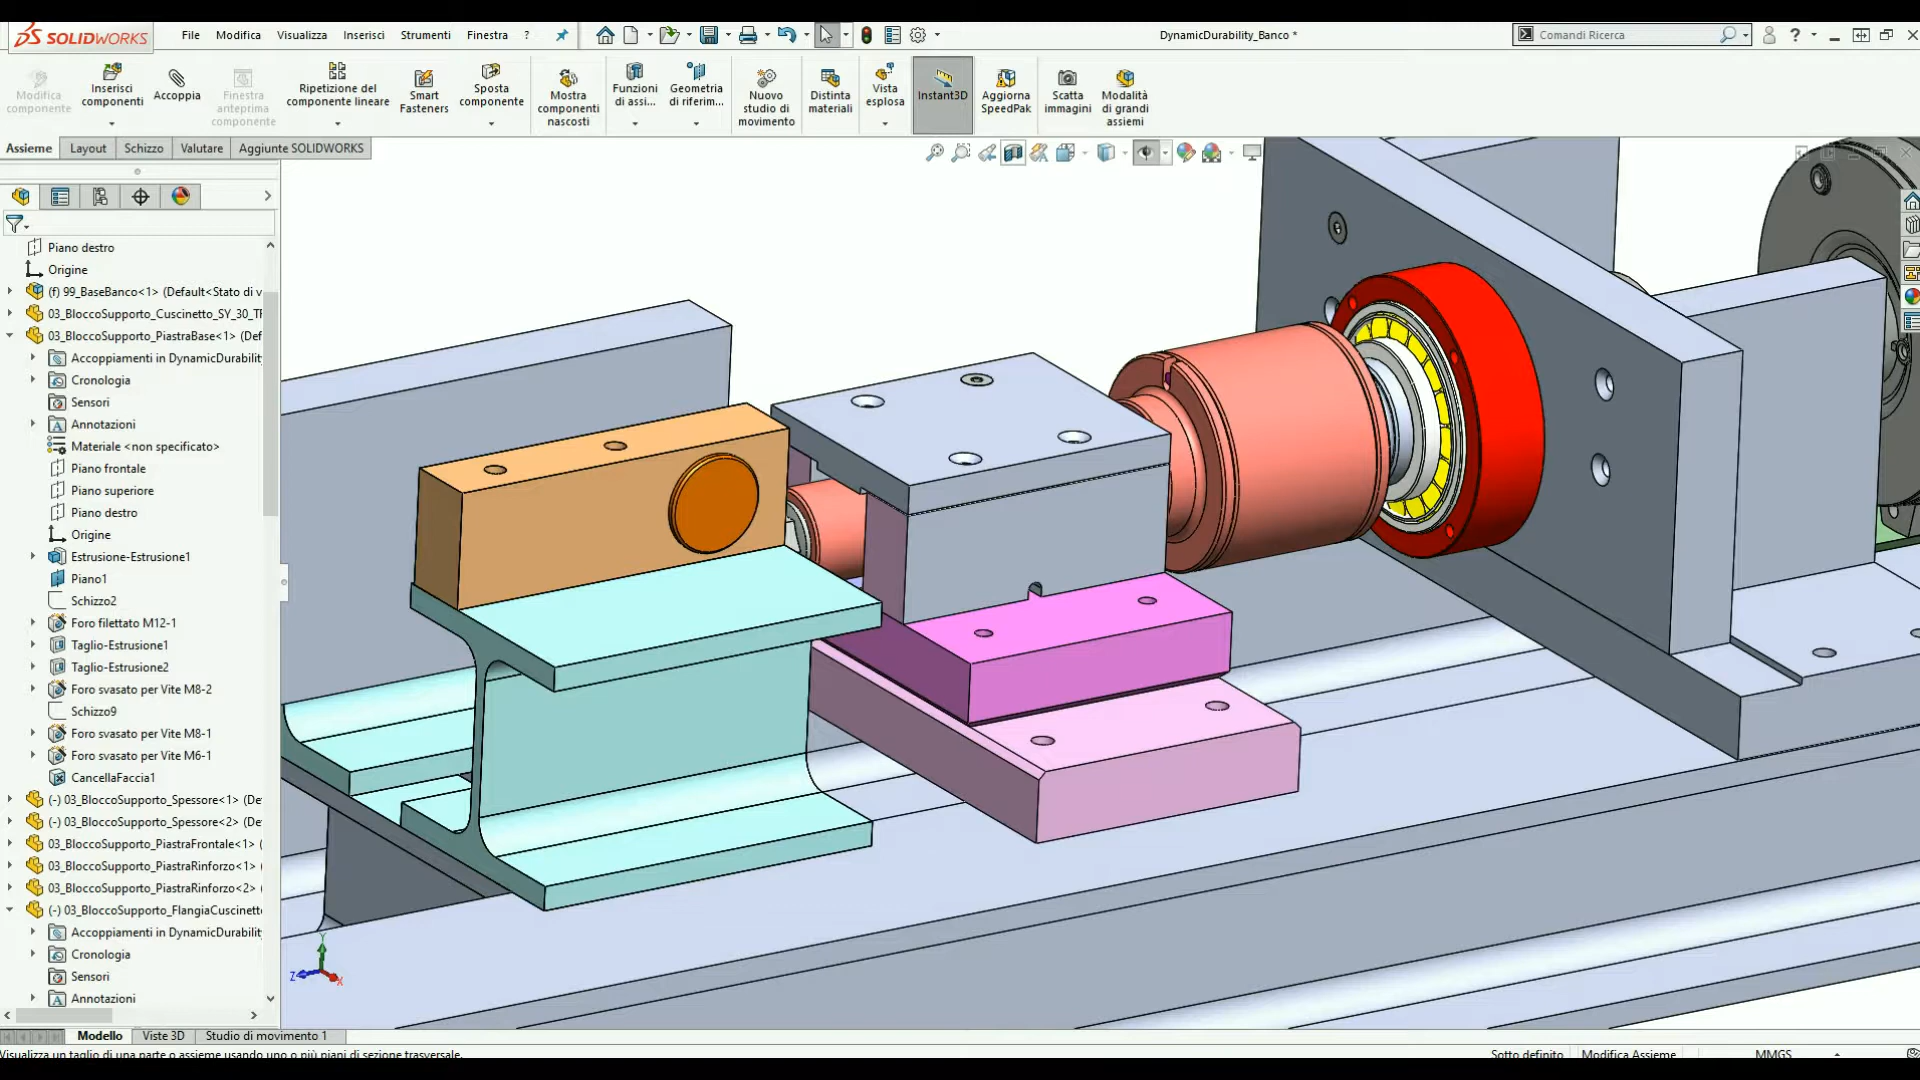 SOLIDWORKS
File Modifica Visualizza Inserisci Strumenti Finestra ?
DynamicDurability_Banco *
Comandi Ricerca
Modifica componente
Inserisci componenti
Accoppia
Finestra anteprima componente
Ripetizione del componente lineare
Smart Fasteners
Sposta componente
Mostra componenti nascosti
Funzioni di assi...
Geometria di riferim...
Nuovo studio di movimento
Distinta materiali
Vista esplosa
Instant3D
Aggiorna SpeedPak
Scatta immagini
Modalità di grandi assiemi
Assieme Layout Schizzo Valutare Aggiunte SOLIDWORKS
Piano destro
Origine
(f) 99_BaseBanco<1> (Default<Stato di v
03_BloccoSupporto_Cuscinetto_SY_30_TF
03_BloccoSupporto_PiastraBase<1> (Def
Accoppiamenti in DynamicDurability
Cronologia
Sensori
Annotazioni
Materiale <non specificato>
Piano frontale
Piano superiore
Piano destro
Origine
Estrusione-Estrusione1
Piano1
Schizzo2
Foro filettato M12-1
Taglio-Estrusione1
Taglio-Estrusione2
Foro svasato per Vite M8-2
Schizzo9
Foro svasato per Vite M8-1
Foro svasato per Vite M6-1
CancellaFaccia1
(-) 03_BloccoSupporto_Spessore<1> (De
(-) 03_BloccoSupporto_Spessore<2> (De
03_BloccoSupporto_PiastraFrontale<1> (
03_BloccoSupporto_PiastraRinforzo<1> (
03_BloccoSupporto_PiastraRinforzo<2> (
(-) 03_BloccoSupporto_FlangiaCuscinett
Accoppiamenti in DynamicDurability
Cronologia
Sensori
Annotazioni
Y
Z
X
Modello Viste 3D Studio di movimento 1
Visualizza un taglio di una parte o assieme usando uno o più piani di sezione trasversale.
Sotto definito Modifica Assieme MMGS